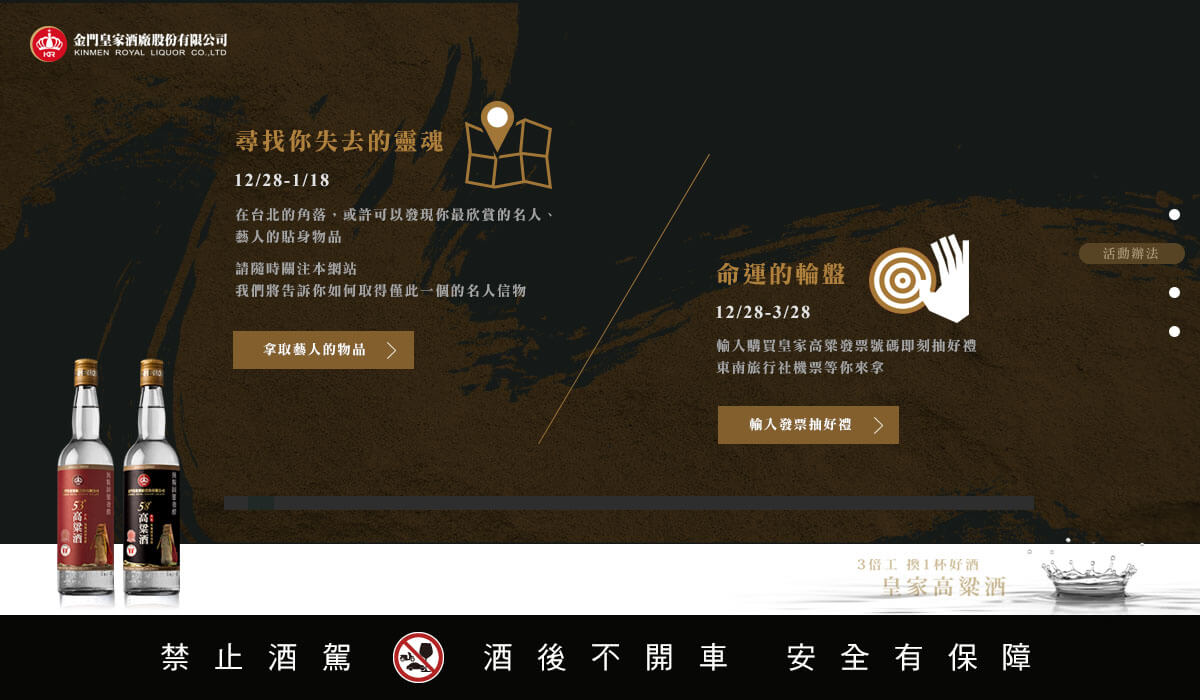 金門皇家酒廠股份有限公司
KINMEN ROYAL LIQUOR CO.,LTD
KR
尋找你失去的靈魂
12/28-1/18
在台北的角落，或許可以發現你最欣賞的名人、
藝人的貼身物品
請隨時關注本網站
我們將告訴你如何取得僅此一個的名人信物
拿取藝人的物品
命運的輪盤
12/28-3/28
輸入購買皇家高粱發票號碼即刻抽好禮
東南旅行社機票等你來拿
輸入發票抽好禮
活動辦法
53°
高粱酒
58°
高粱酒
3倍工 換1杯好酒
皇家高粱酒
禁止酒駕 酒後不開車 安全有保障